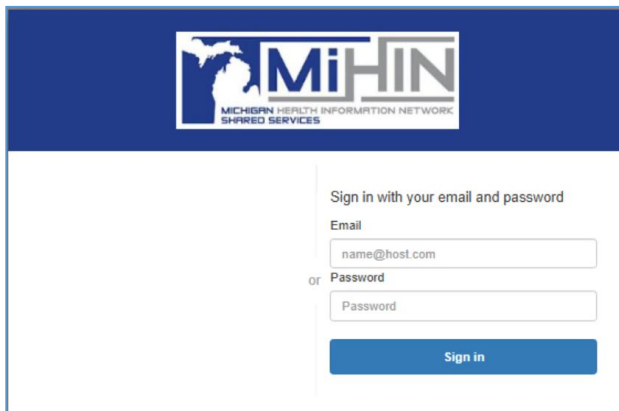 MiHIN
MICHIGAN HEALTH INFORMATION NETWORK
SHARED SERVICES
Sign in with your email and password
Email
name@host.com
or
Password
Password
Sign in